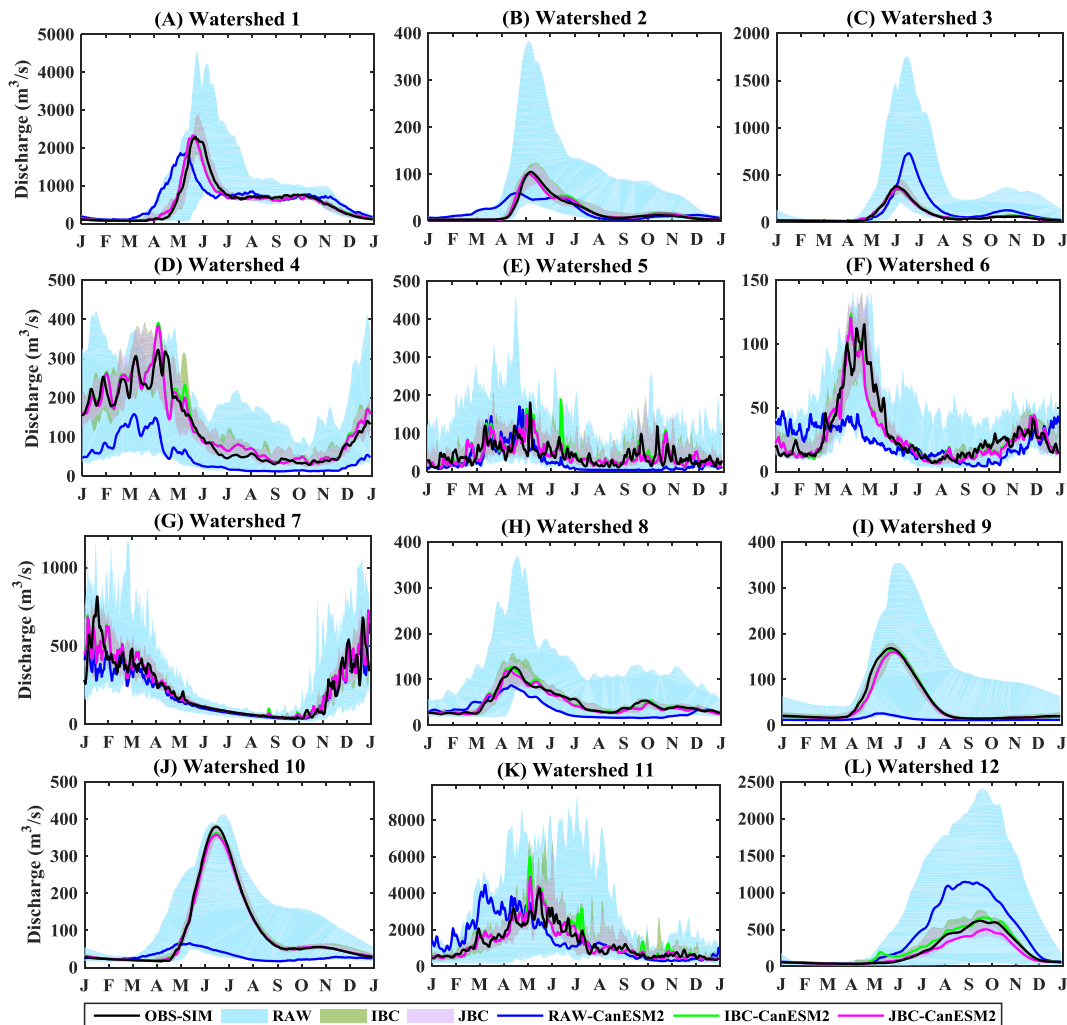 (A) Watershed 1
(B) Watershed 2
(C) Watershed 3
Discharge (m³/s)
5000
4000
3000
2000
1000
0
J F M A M J J A S O N D J
400
300
200
100
0
J F M A M J J A S O N D J
2000
1500
1000
500
0
J F M A M J J A S O N D J
(D) Watershed 4
(E) Watershed 5
(F) Watershed 6
Discharge (m³/s)
500
400
300
200
100
0
J F M A M J J A S O N D J
500
400
300
200
100
0
J F M A M J J A S O N D J
150
100
50
0
J F M A M J J A S O N D J
(G) Watershed 7
(H) Watershed 8
(I) Watershed 9
Discharge (m³/s)
1000
500
0
J F M A M J J A S O N D J
400
300
200
100
0
J F M A M J J A S O N D J
400
300
200
100
0
J F M A M J J A S O N D J
(J) Watershed 10
(K) Watershed 11
(L) Watershed 12
Discharge (m³/s)
500
400
300
200
100
0
J F M A M J J A S O N D J
8000
6000
4000
2000
0
J F M A M J J A S O N D J
2500
2000
1500
1000
500
0
J F M A M J J A S O N D J
OBS-SIM RAW IBC JBC RAW-CanESM2 IBC-CanESM2 JBC-CanESM2